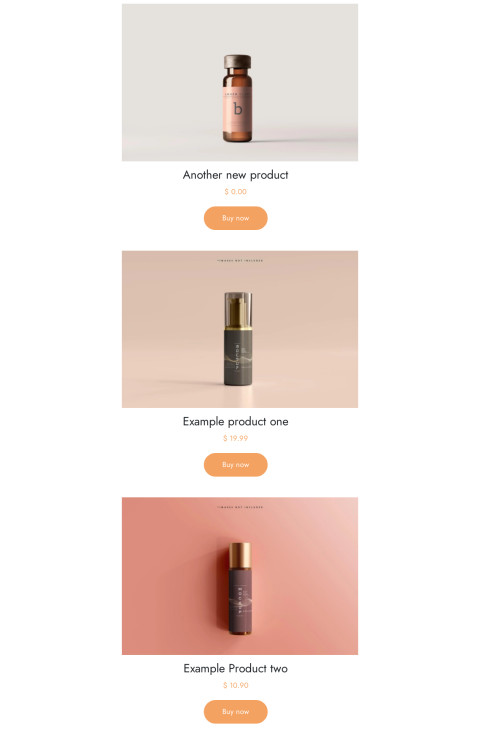 b
Another new product
$ 0.00
Buy now
*IMAGES NOT INCLUDED
Example product one
$ 19.99
Buy now
*IMAGES NOT INCLUDED
Example Product two
$ 10.90
Buy now